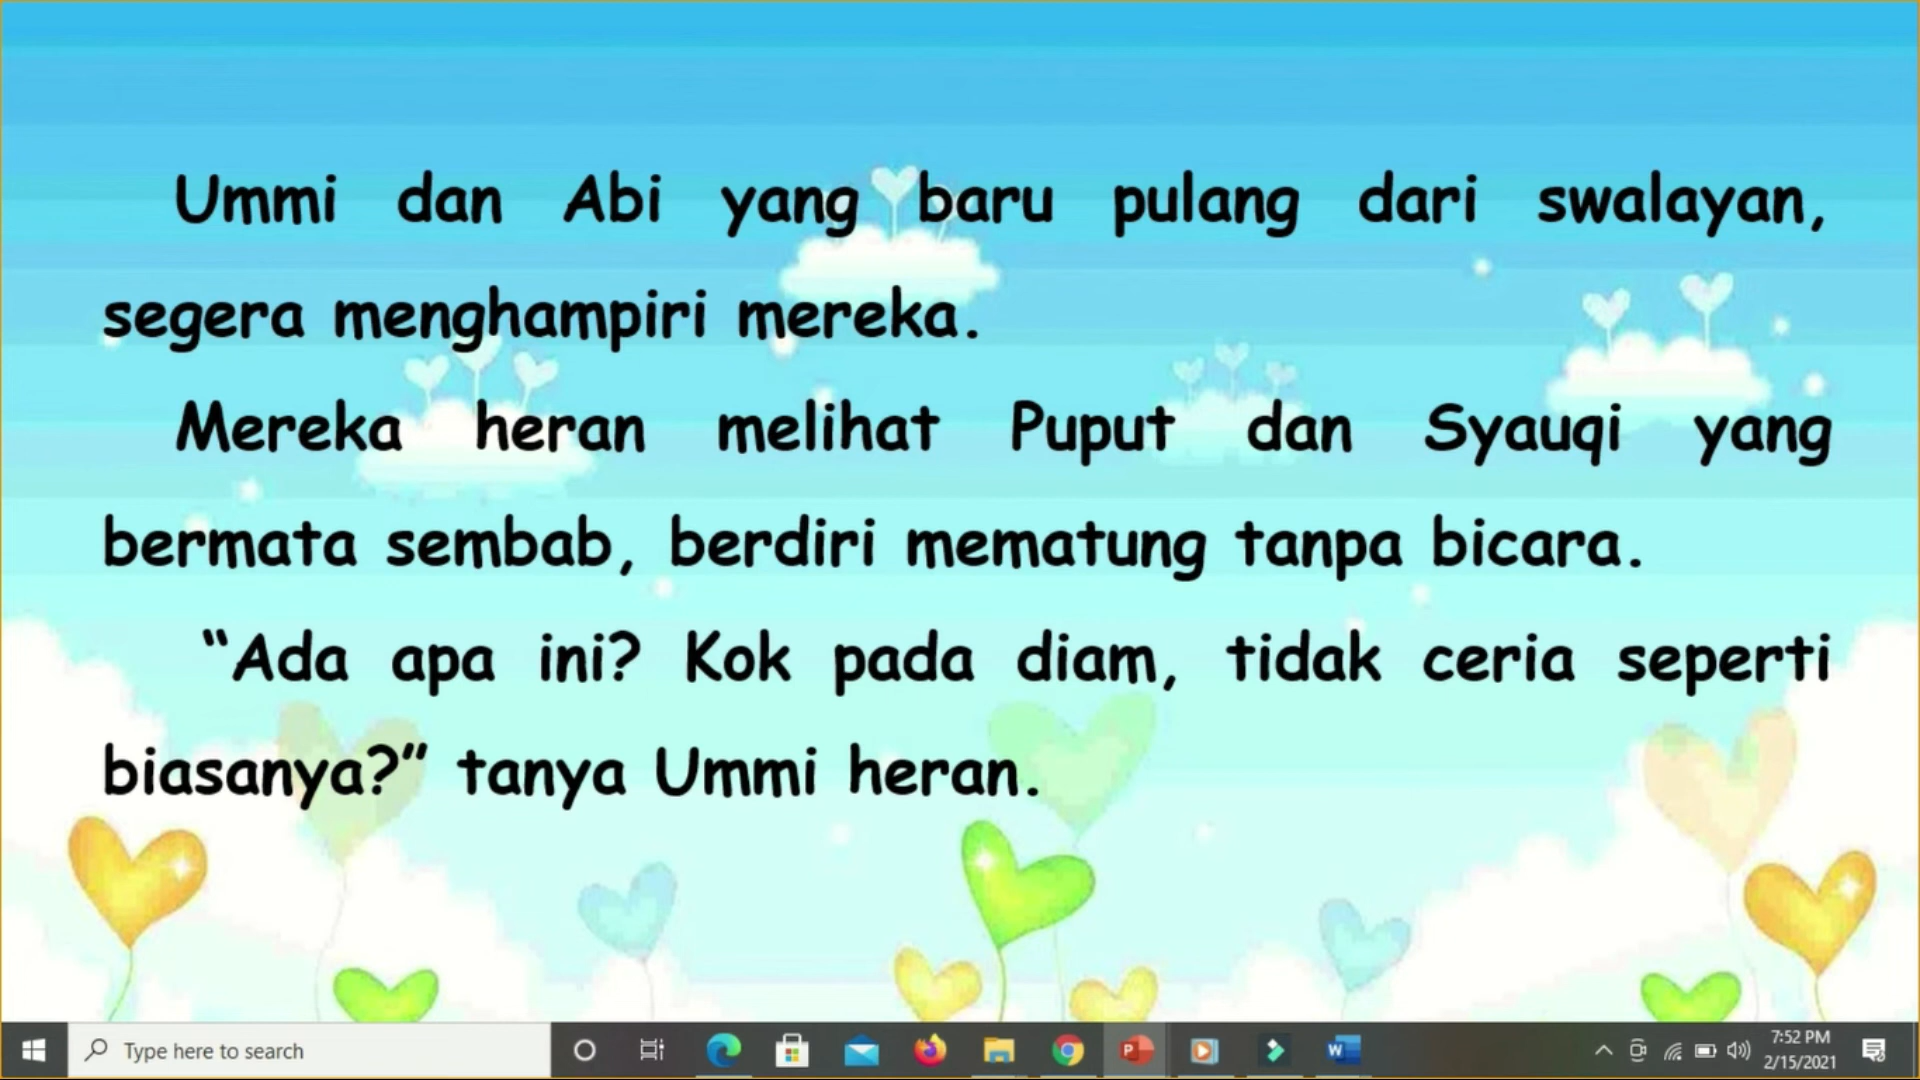 Ummi dan Abi yang baru pulang dari swalayan,
segera menghampiri mereka.
Mereka heran melihat Puput dan Syauqi yang
bermata sembab, berdiri mematung tanpa bicara.
“Ada apa ini? Kok pada diam, tidak ceria seperti
biasanya?” tanya Ummi heran.
Type here to search
7:52 PM
2/15/2021